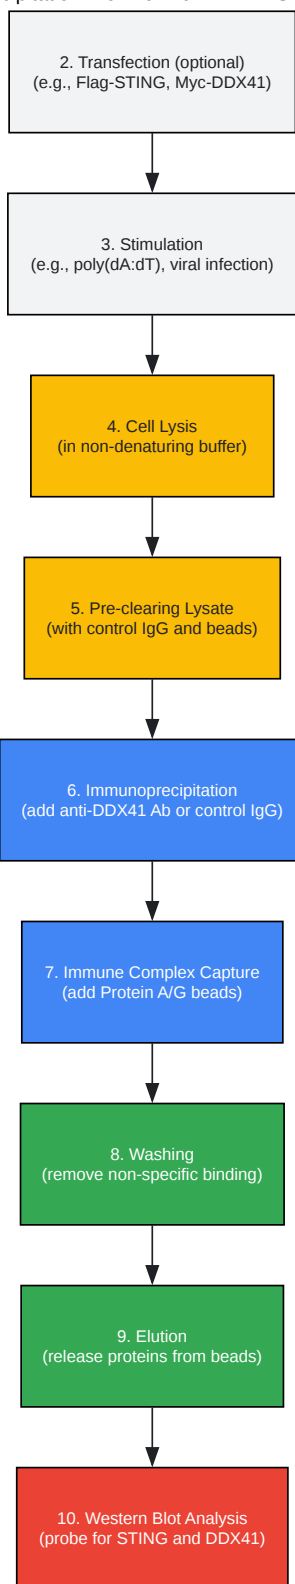 2. Transfection (optional)
(e.g., Flag-STING, Myc-DDX41)
3. Stimulation
(e.g., poly(dA:dT), viral infection)
4. Cell Lysis
(in non-denaturing buffer)
5. Pre-clearing Lysate
(with control IgG and beads)
6. Immunoprecipitation
(add anti-DDX41 Ab or control IgG)
7. Immune Complex Capture
(add Protein A/G beads)
8. Washing
(remove non-specific binding)
9. Elution
(release proteins from beads)
10. Western Blot Analysis
(probe for STING and DDX41)